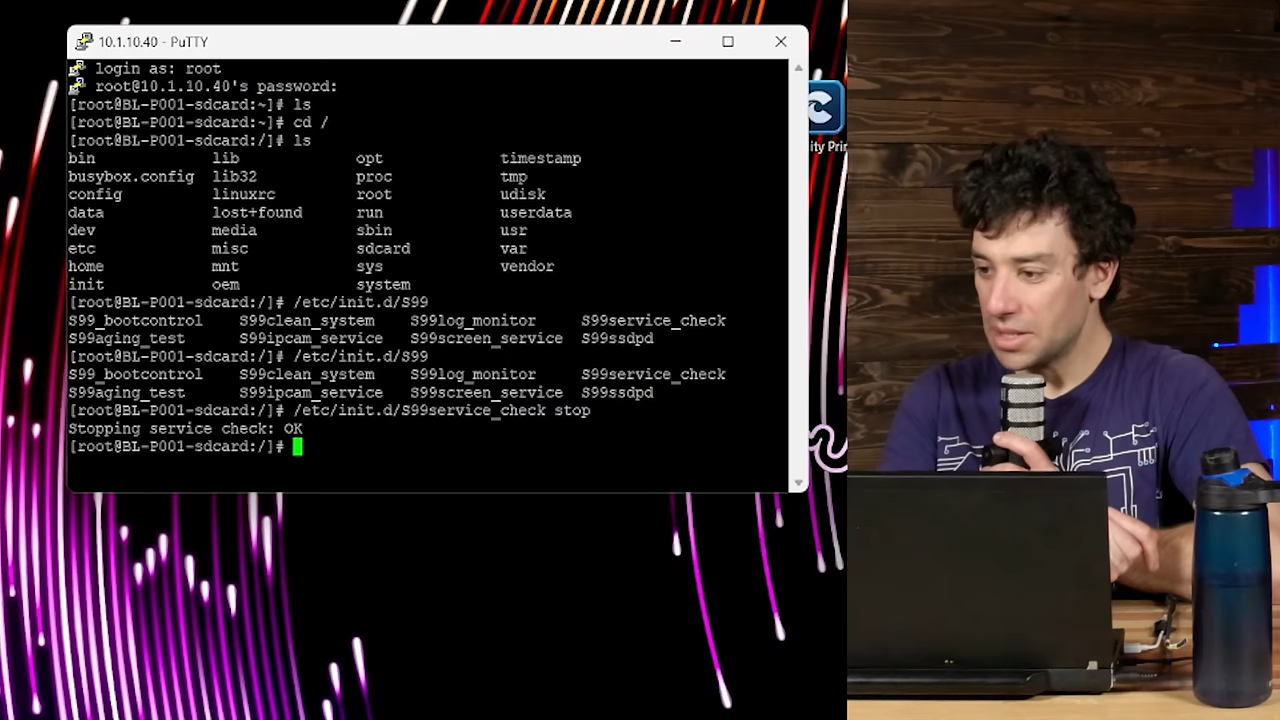 10.1.10.40 - PuTTY
login as: root
root@10.1.10.40's password:
[root@BL-P001-sdcard:~]# ls
[root@BL-P001-sdcard:~]# cd /
[root@BL-P001-sdcard:/]# ls
bin lib opt timestamp
busybox.config lib32 proc tmp
config linuxrc root udisk
data lost+found run userdata
dev media sbin usr
etc misc sdcard var
home mnt sys vendor
init oem system
[root@BL-P001-sdcard:/]# /etc/init.d/S99
S99_bootcontrol S99clean_system S99log_monitor S99service_check
S99aging_test S99ipcam_service S99screen_service S99ssdpd
[root@BL-P001-sdcard:/]# /etc/init.d/S99
S99_bootcontrol S99clean_system S99log_monitor S99service_check
S99aging_test S99ipcam_service S99screen_service S99ssdpd
[root@BL-P001-sdcard:/]# /etc/init.d/S99service_check stop
Stopping service check: OK
[root@BL-P001-sdcard:/]#
ity Prin